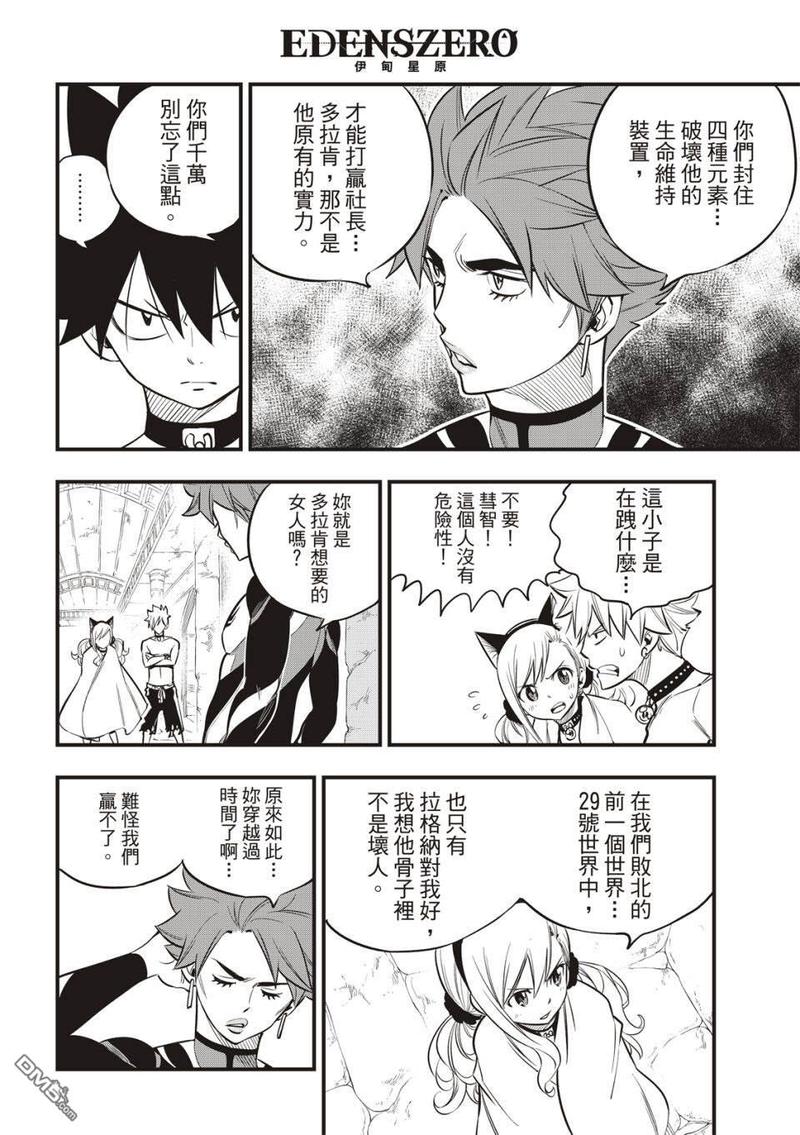 EDENSZERO
伊甸星原
你們封住
四種元素…
破壞他的
生命維持
裝置，
才能打贏社長…
多拉肯，那不是
他原有的實力。
你們千萬
別忘了這點。
………
這小子是
在跩什麼…
不要！
彗智！
這個人沒有
危險性！
妳就是
多拉肯想要的
女人嗎？
在我們敗北的
前一個世界…
29號世界中，
也只有
拉格納對我好，
我想他骨子裡
不是壞人。
原來如此…
妳穿越過
時間了啊…
難怪我們
贏不了。
DM5